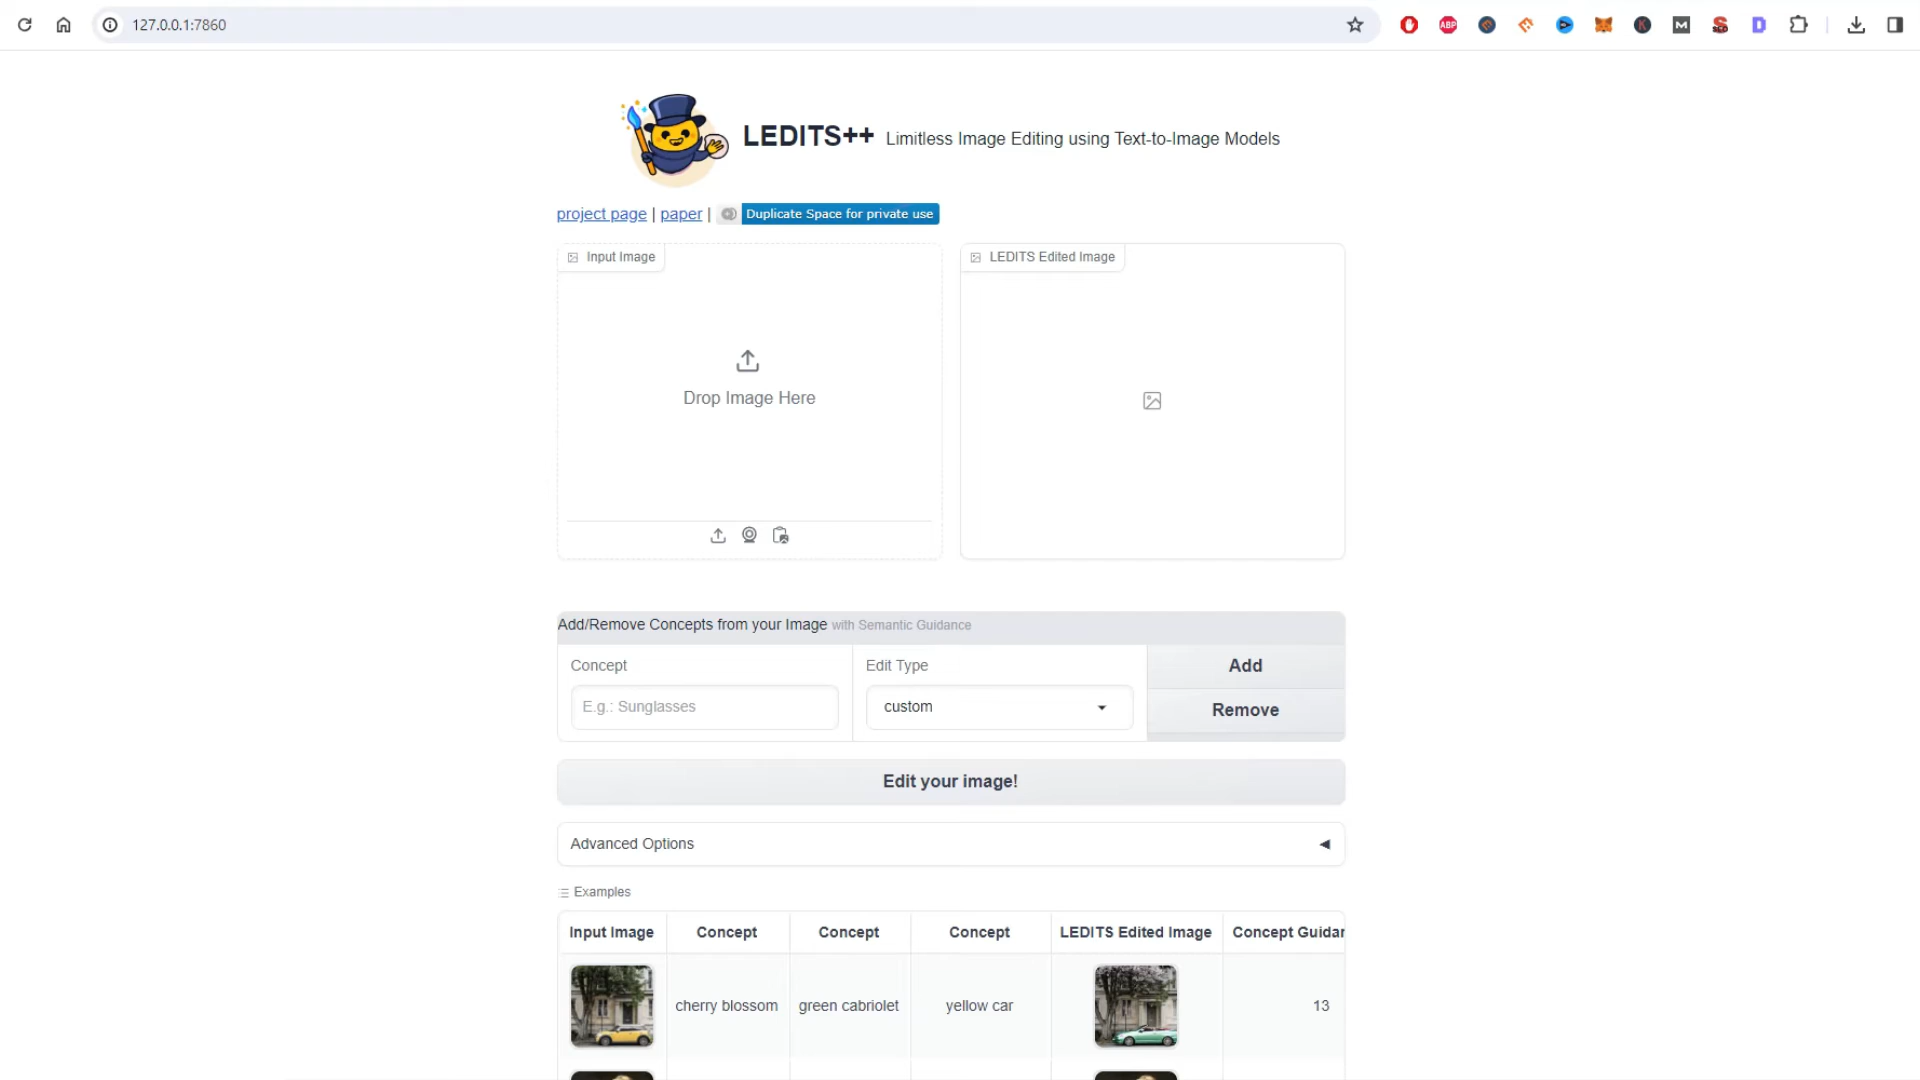 127.0.0.1:7860
ABP
K
M
S
SEO
D
LEDITS++ Limitless Image Editing using Text-to-Image Models
project page | paper | Duplicate Space for private use
Input Image
LEDITS Edited Image
Drop Image Here
Add/Remove Concepts from your Image with Semantic Guidance
Concept
Edit Type
Add
E.g.: Sunglasses
custom
Remove
Edit your image!
Advanced Options
Examples
Input Image Concept Concept Concept LEDITS Edited Image Concept Guidar
cherry blossom green cabriolet yellow car 13